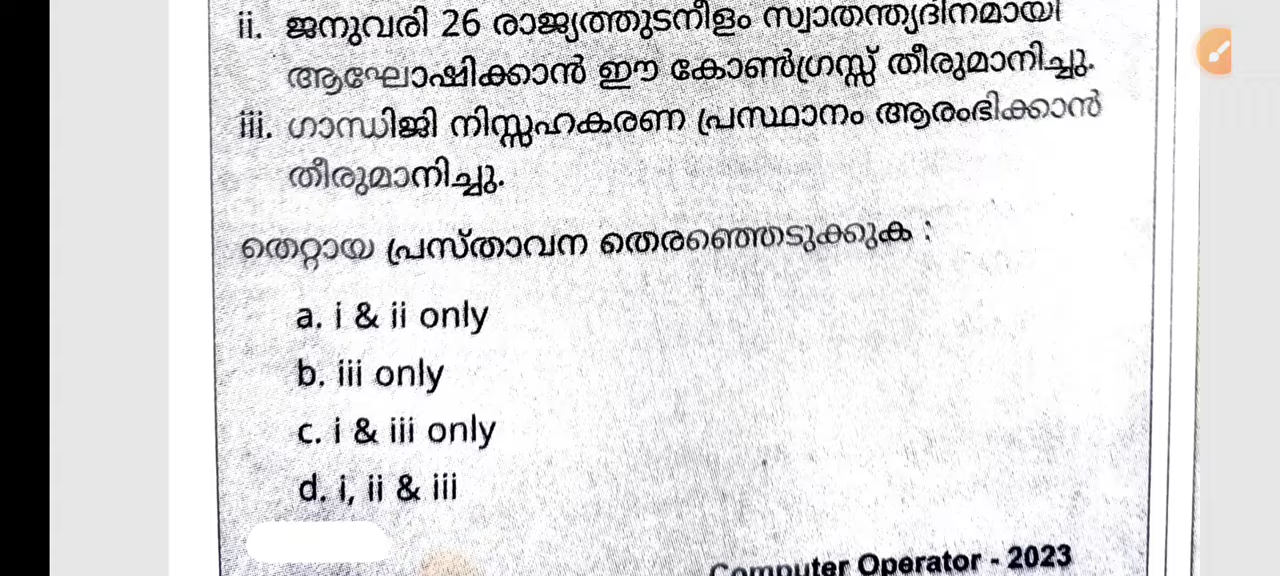 ii. ജനുവരി 26 രാജ്യത്തുടനീളം സ്വാതന്ത്യദിനമായി
ആഘോഷിക്കാൻ ഈ കോൺഗ്രസ്സ് തീരുമാനിച്ചു.
iii. ഗാന്ധിജി നിസ്സഹകരണ പ്രസ്ഥാനം ആരംഭിക്കാൻ
തീരുമാനിച്ചു.
തെറ്റായ പ്രസ്താവന തെരഞ്ഞെടുക്കുക :
a. i & ii only
b. iii only
c. i & iii only
d. i, ii & iii
Computer Operator - 2023